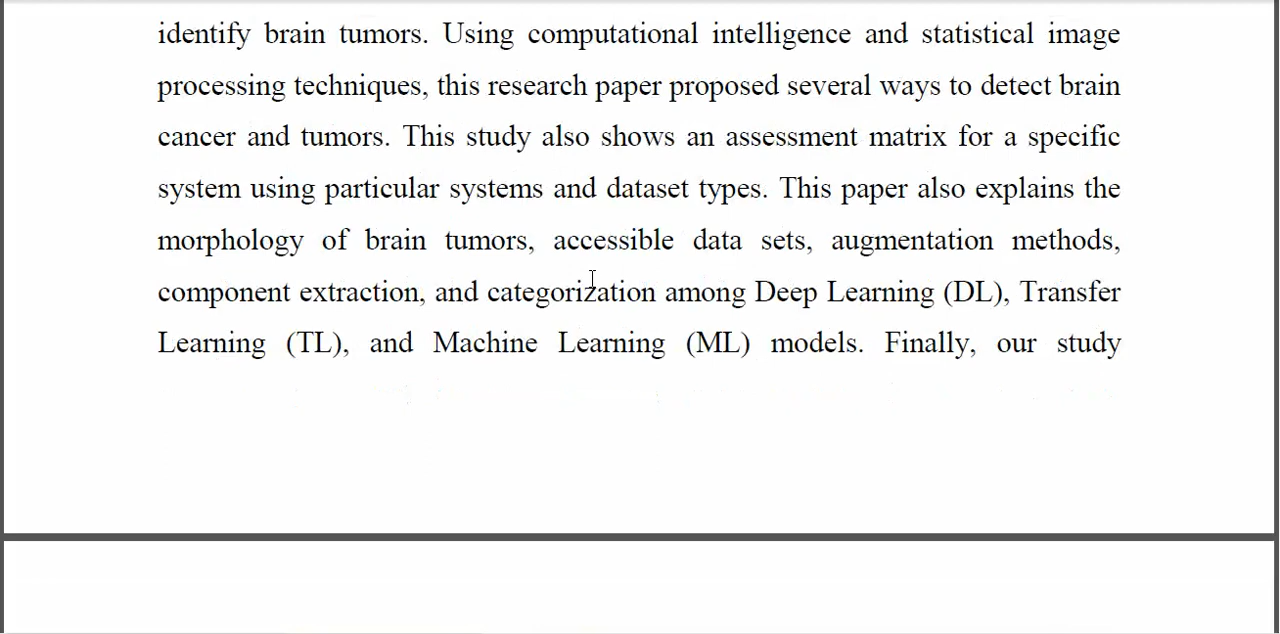 identify brain tumors. Using computational intelligence and statistical image
processing techniques, this research paper proposed several ways to detect brain
cancer and tumors. This study also shows an assessment matrix for a specific
system using particular systems and dataset types. This paper also explains the
morphology of brain tumors, accessible data sets, augmentation methods,
component extraction, and categorization among Deep Learning (DL), Transfer
Learning (TL), and Machine Learning (ML) models. Finally, our study